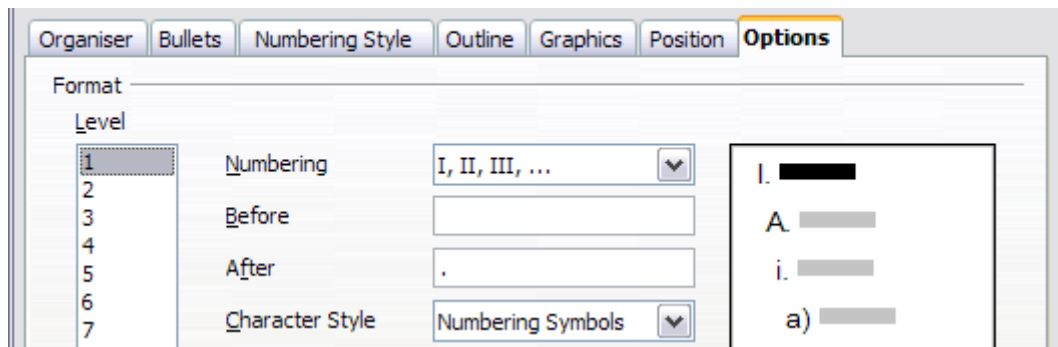 Organiser Bullets Numbering Style Outline Graphics Position Options
Format
Level
1
2
3
4
5
6
7
Numbering I, II, III, ...
Before
After .
Character Style Numbering Symbols
I.
A.
i.
a)